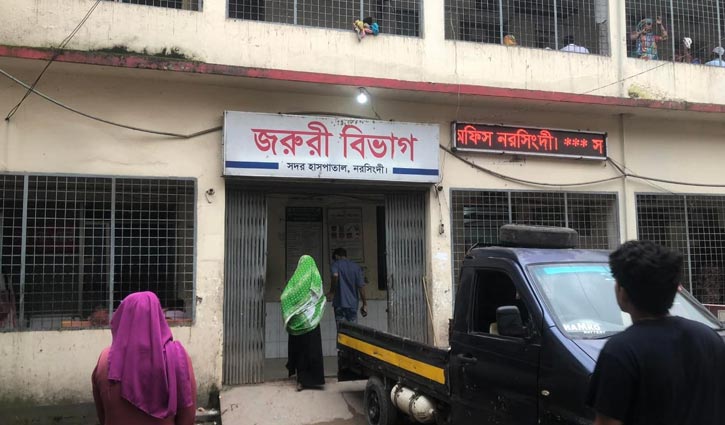 জরুরী বিভাগ
সদর হাসপাতাল, নরসিংদী।
অফিস নরসিংদী। *** স